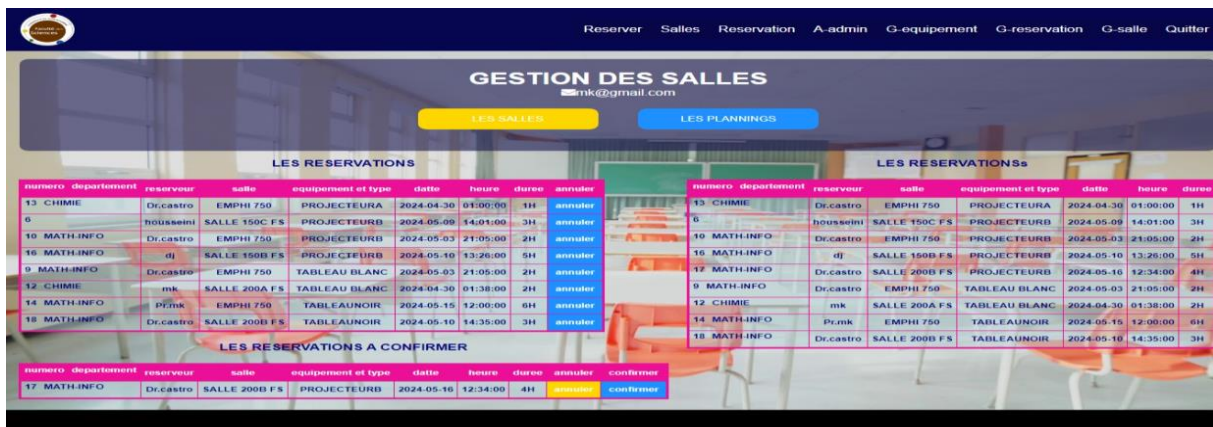 Faculté des
Sciences
Reserver Salles Reservation A-admin G-equipement G-reservation G-salle Quitter
GESTION DES SALLES
mk@gmail.com
LES SALLES LES PLANNINGS
LES RESERVATIONS
numero departement reserveur salle equipement et type datte heure duree annuler
13 CHIMIE Dr.castro EMPHI 750 PROJECTEURA 2024-04-30 01:00:00 1H annuler
6 housseini SALLE 150C FS PROJECTEURB 2024-05-09 14:01:00 3H annuler
10 MATH-INFO Dr.castro EMPHI 750 PROJECTEURB 2024-05-03 21:05:00 2H annuler
16 MATH-INFO dj SALLE 150B FS PROJECTEURB 2024-05-10 13:26:00 5H annuler
9 MATH-INFO Dr.castro EMPHI 750 TABLEAU BLANC 2024-05-03 21:05:00 2H annuler
12 CHIMIE mk SALLE 200A FS TABLEAU BLANC 2024-04-30 01:38:00 2H annuler
14 MATH-INFO Pr.mk EMPHI 750 TABLEAUNOIR 2024-05-15 12:00:00 6H annuler
18 MATH-INFO Dr.castro SALLE 200B FS TABLEAUNOIR 2024-05-10 14:35:00 3H annuler
LES RESERVATIONS A CONFIRMER
numero departement reserveur salle equipement et type datte heure duree annuler confirmer
17 MATH-INFO Dr.castro SALLE 200B FS PROJECTEURB 2024-05-16 12:34:00 4H annuler confirmer
LES RESERVATIONSs
numero departement reserveur salle equipement et type datte heure duree
13 CHIMIE Dr.castro EMPHI 750 PROJECTEURA 2024-04-30 01:00:00 1H
6 housseini SALLE 150C FS PROJECTEURB 2024-05-09 14:01:00 3H
10 MATH-INFO Dr.castro EMPHI 750 PROJECTEURB 2024-05-03 21:05:00 2H
16 MATH-INFO dj SALLE 150B FS PROJECTEURB 2024-05-10 13:26:00 5H
17 MATH-INFO Dr.castro SALLE 200B FS PROJECTEURB 2024-05-16 12:34:00 4H
9 MATH-INFO Dr.castro EMPHI 750 TABLEAU BLANC 2024-05-03 21:05:00 2H
12 CHIMIE mk SALLE 200A FS TABLEAU BLANC 2024-04-30 01:38:00 2H
14 MATH-INFO Pr.mk EMPHI 750 TABLEAUNOIR 2024-05-15 12:00:00 6H
18 MATH-INFO Dr.castro SALLE 200B FS TABLEAUNOIR 2024-05-10 14:35:00 3H